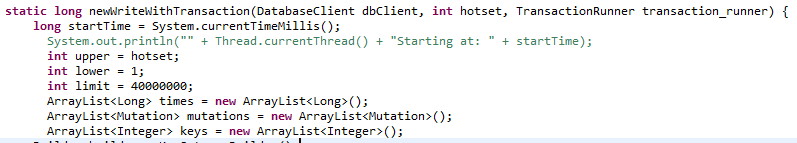 static long newWriteWithTransaction(DatabaseClient dbClient, int hotset, TransactionRunner transaction_runner) {
long startTime = System.currentTimeMillis();
System.out.println("" + Thread.currentThread() + "Starting at: " + startTime);
int upper = hotset;
int lower = 1;
int limit = 40000000;
ArrayList<Long> times = new ArrayList<Long>();
ArrayList<Mutation> mutations = new ArrayList<Mutation>();
ArrayList<Integer> keys = new ArrayList<Integer>();